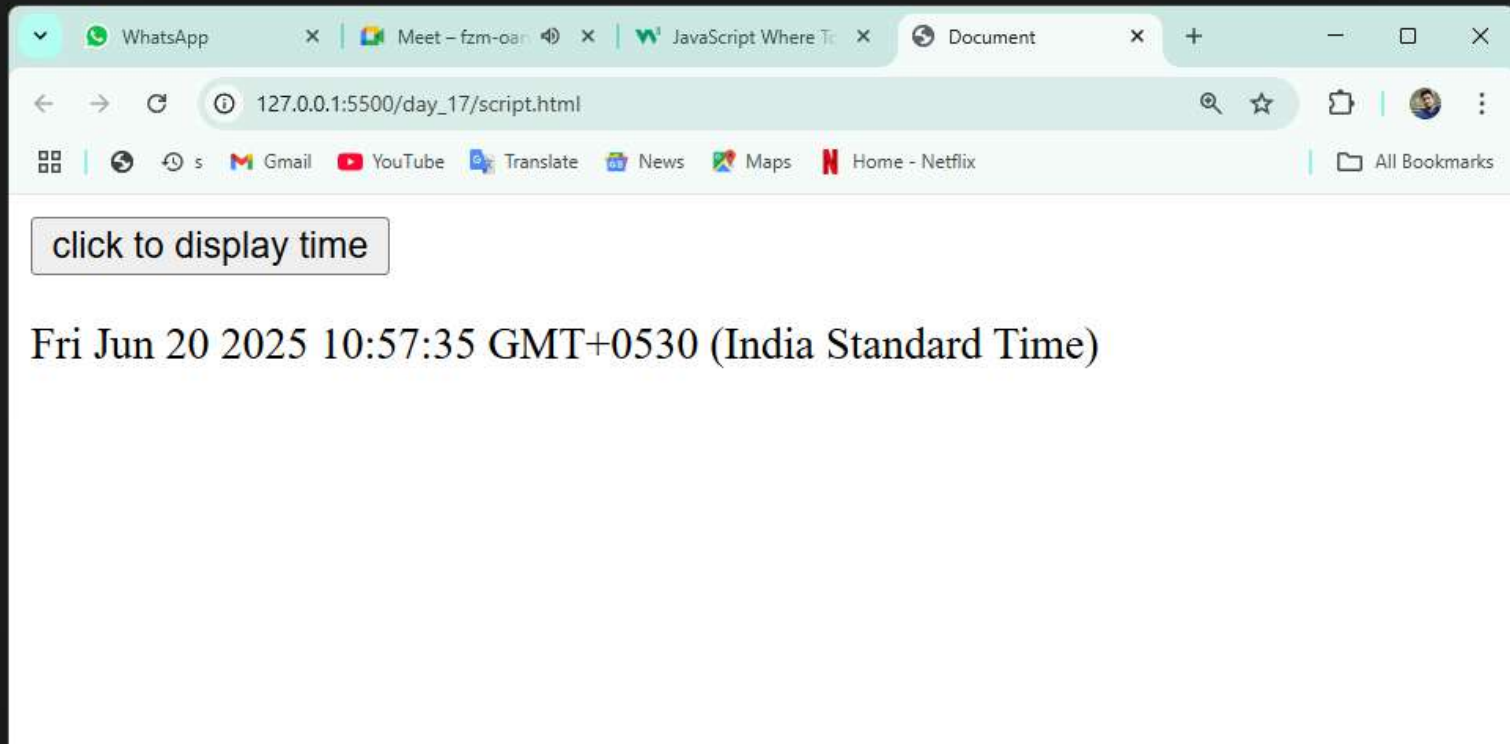 WhatsApp Meet – fzm-oar JavaScript Where To Document
127.0.0.1:5500/day_17/script.html
s Gmail YouTube Translate News Maps Home - Netflix All Bookmarks
click to display time
Fri Jun 20 2025 10:57:35 GMT+0530 (India Standard Time)